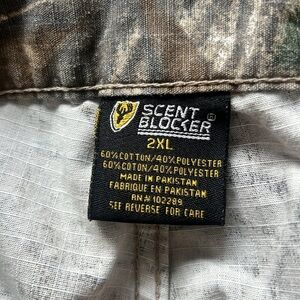 SCENT
BLOCKER®
2XL
60%COTTON/40%POLYESTER
60%COTON/40%POLYESTER
MADE IN PAKISTAN
FABRIQUE EN PAKISTAN
RN#102289
SEE REVERSE FOR CARE